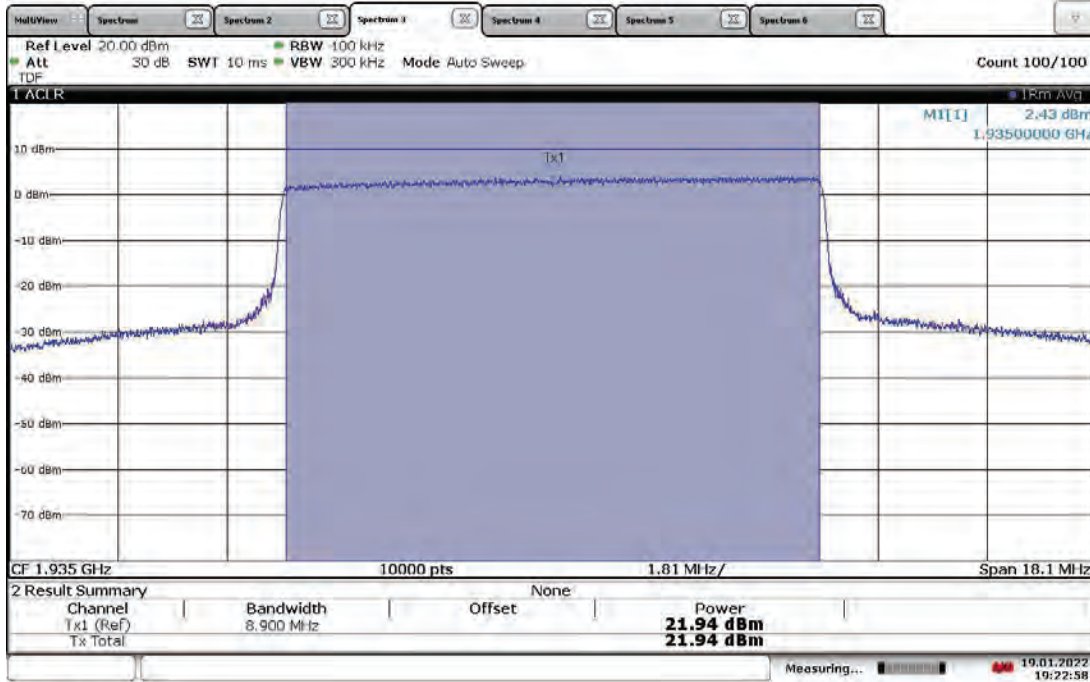 MultiView Spectrum Spectrum 2 Spectrum 3 Spectrum 4 Spectrum 5 Spectrum 6
Ref Level 20.00 dBm RBW 100 kHz
Att 30 dB SWT 10 ms VBW 300 kHz Mode Auto Sweep Count 100/100
TDF
1 ACLR 1Rm Avg
M1[1] 2.43 dBm
1.93500000 GHz
10 dBm
Tx1
0 dBm
-10 dBm
-20 dBm
-30 dBm
-40 dBm
-50 dBm
-60 dBm
-70 dBm
CF 1.935 GHz 10000 pts 1.81 MHz/ Span 18.1 MHz
2 Result Summary None
Channel Bandwidth Offset Power
Tx1 (Ref) 8.900 MHz 21.94 dBm
Tx Total 21.94 dBm
Measuring... 19.01.2022
19:22:58